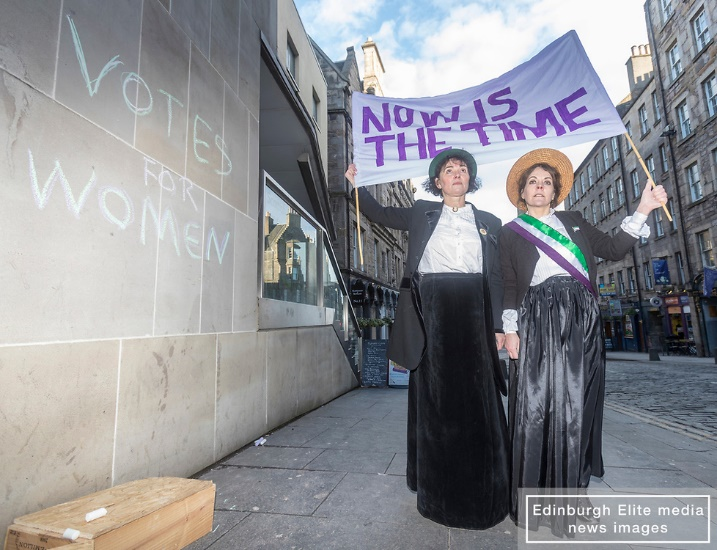 VOTES
FOR
WOMEN
NOW IS
THE TIME
Edinburgh Elite media
news images